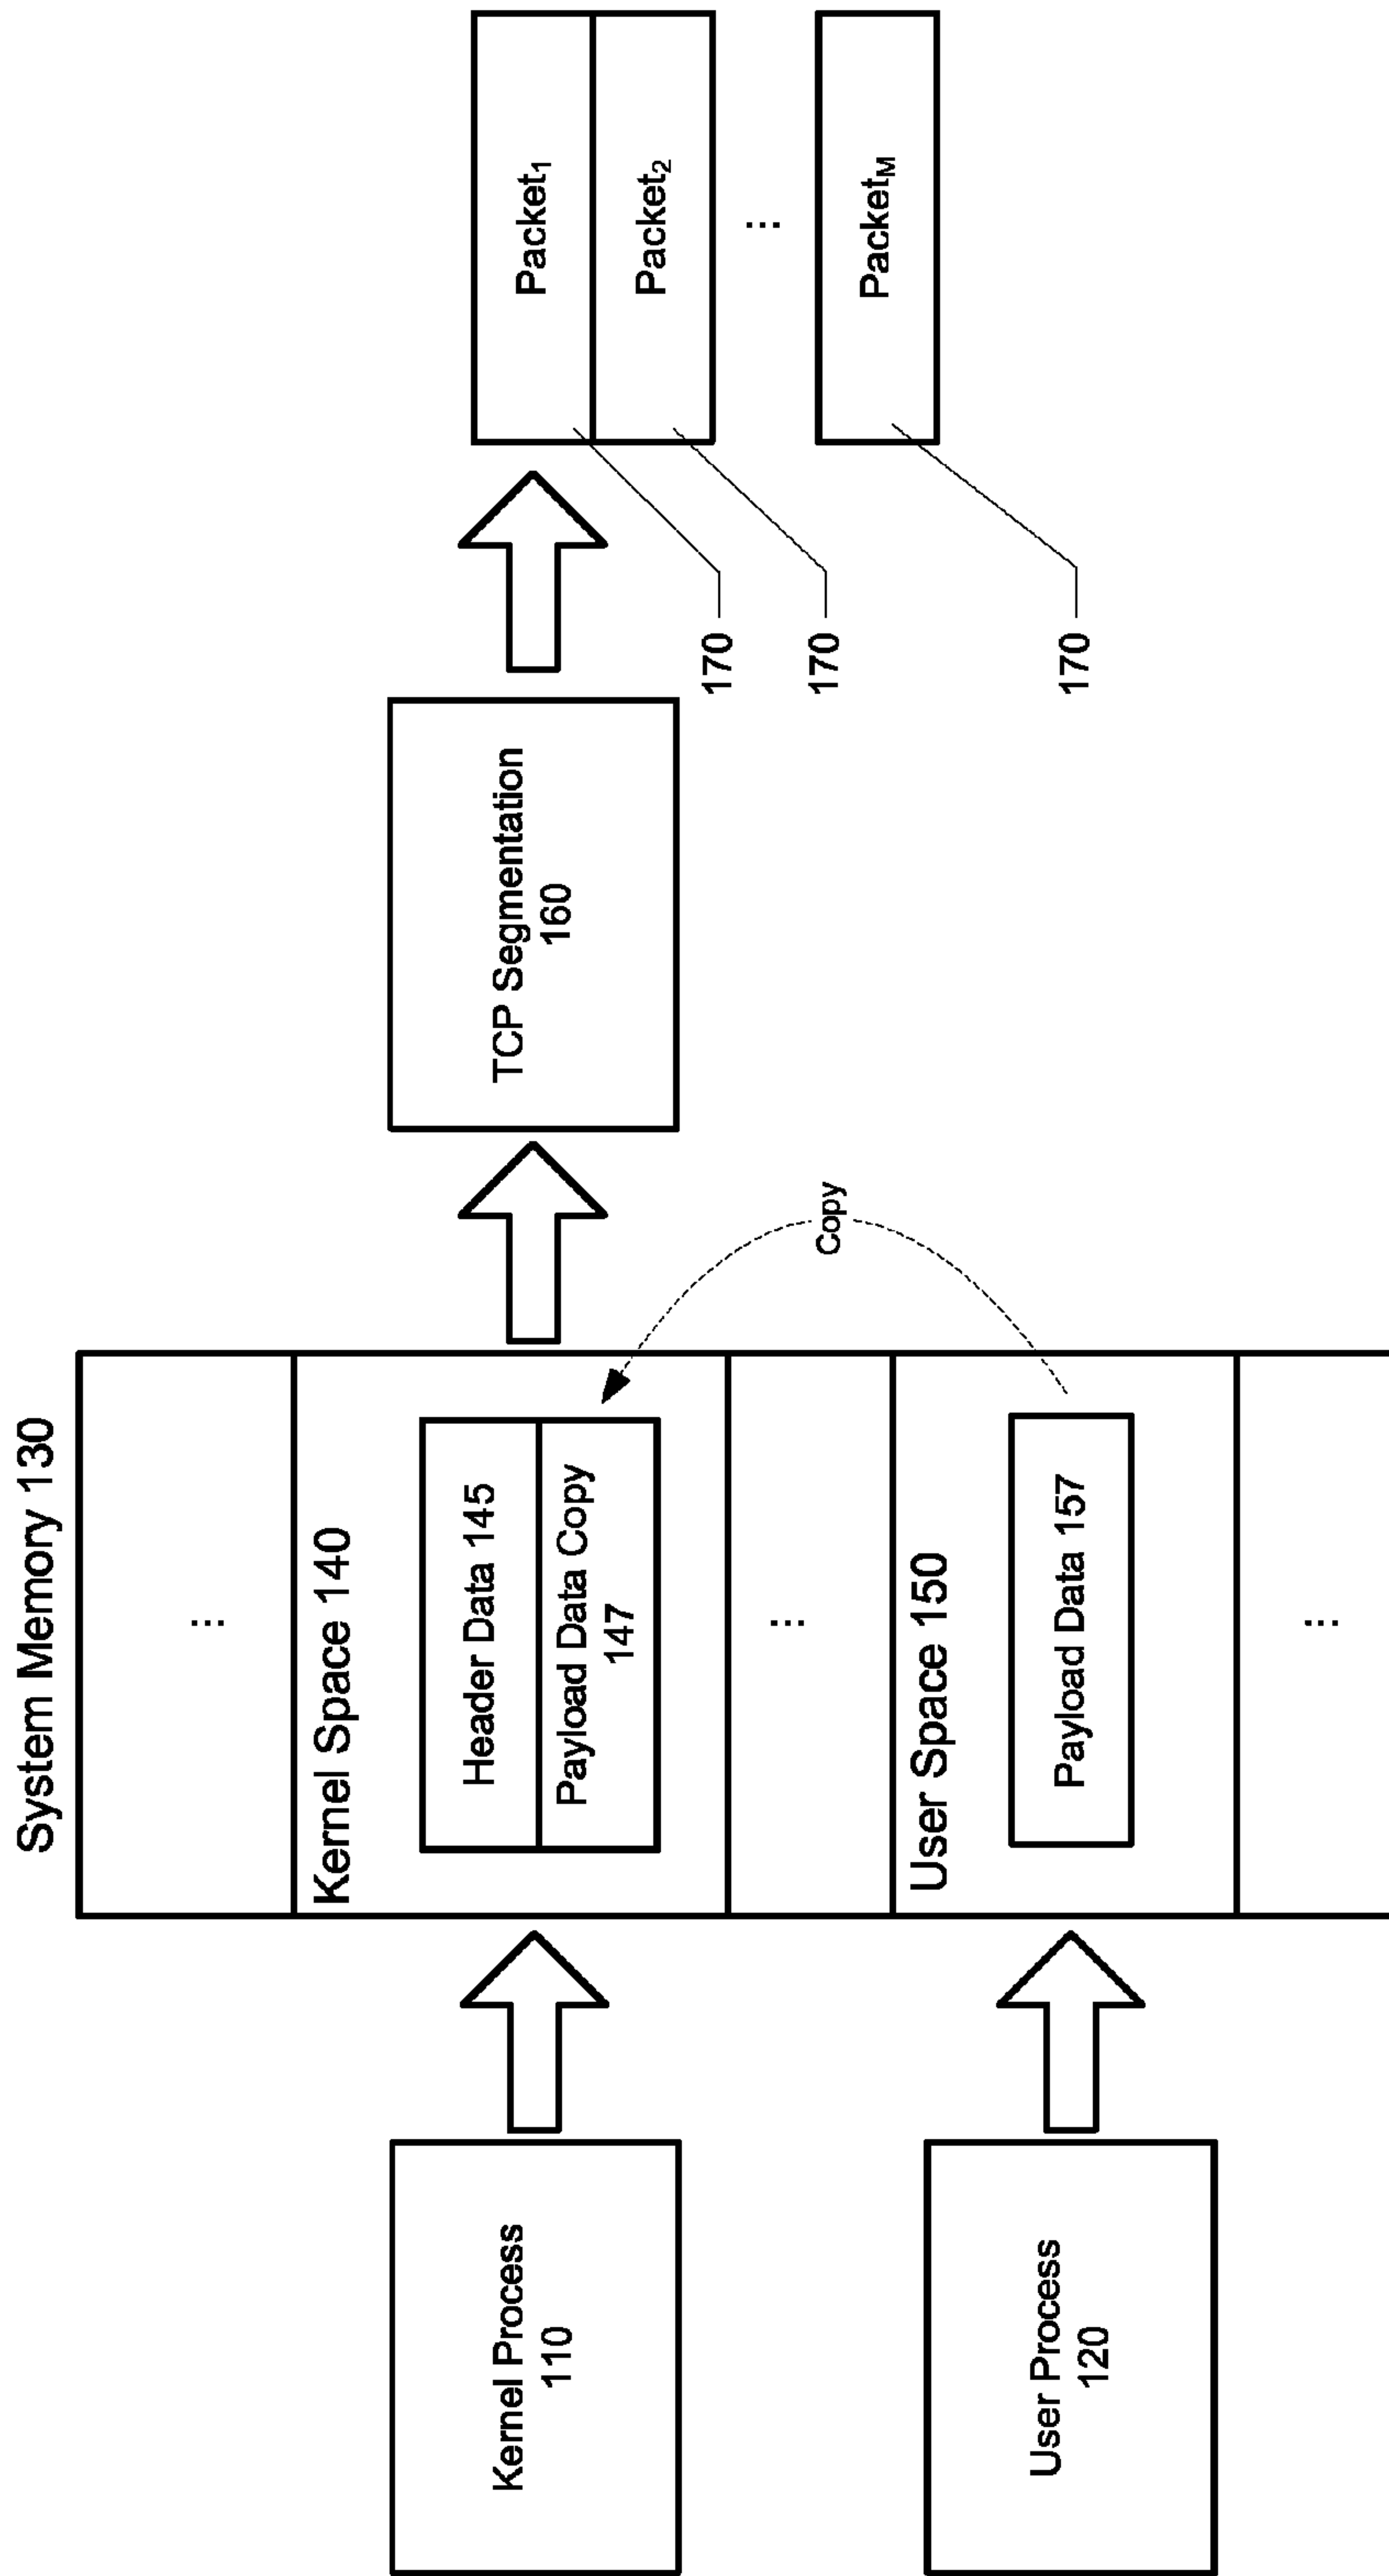 System Memory 130
...
Kernel Space 140
Header Data 145
Payload Data Copy
147
...
User Space 150
Payload Data 157
...
Kernel Process
110
User Process
120
Copy
TCP Segmentation
160
Packet1
Packet2
...
PacketM
170
170
170